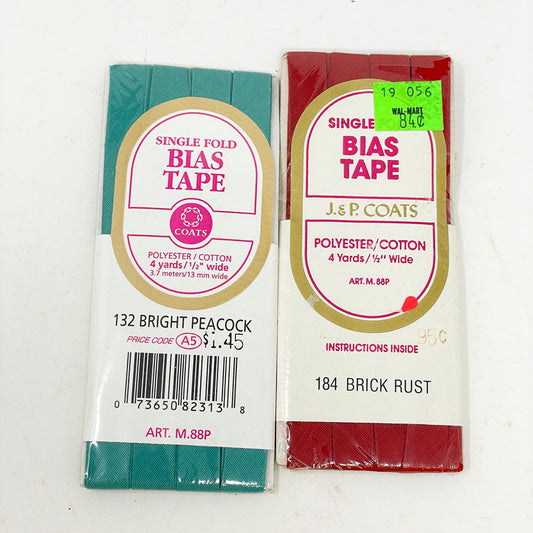 SINGLE FOLD
BIAS
TAPE
COATS
POLYESTER/COTTON
4 yards/½" wide
3.7 meters/13 mm wide
132 BRIGHT PEACOCK
PRICE CODE A5 $1.45
0 73650 82313 8
ART. M.88P
19 056
WAL-MART
84¢
SINGLE
BIAS
TAPE
J. & P. COATS
POLYESTER/COTTON
4 Yards/½" Wide
ART. M.88P
95¢
INSTRUCTIONS INSIDE
184 BRICK RUST